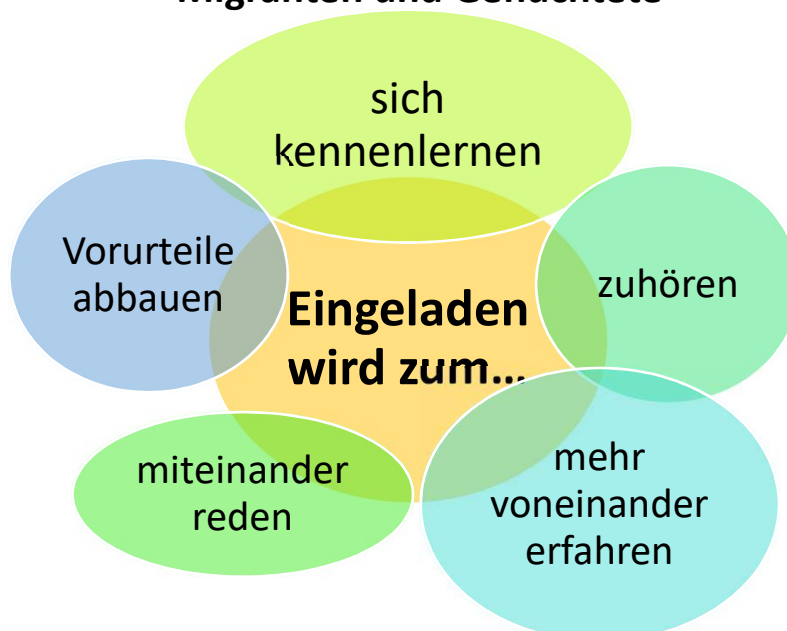 sich
kennenlernen
Vorurteile
abbauen
zuhören
Eingeladen
wird zum...
miteinander
reden
mehr
voneinander
erfahren